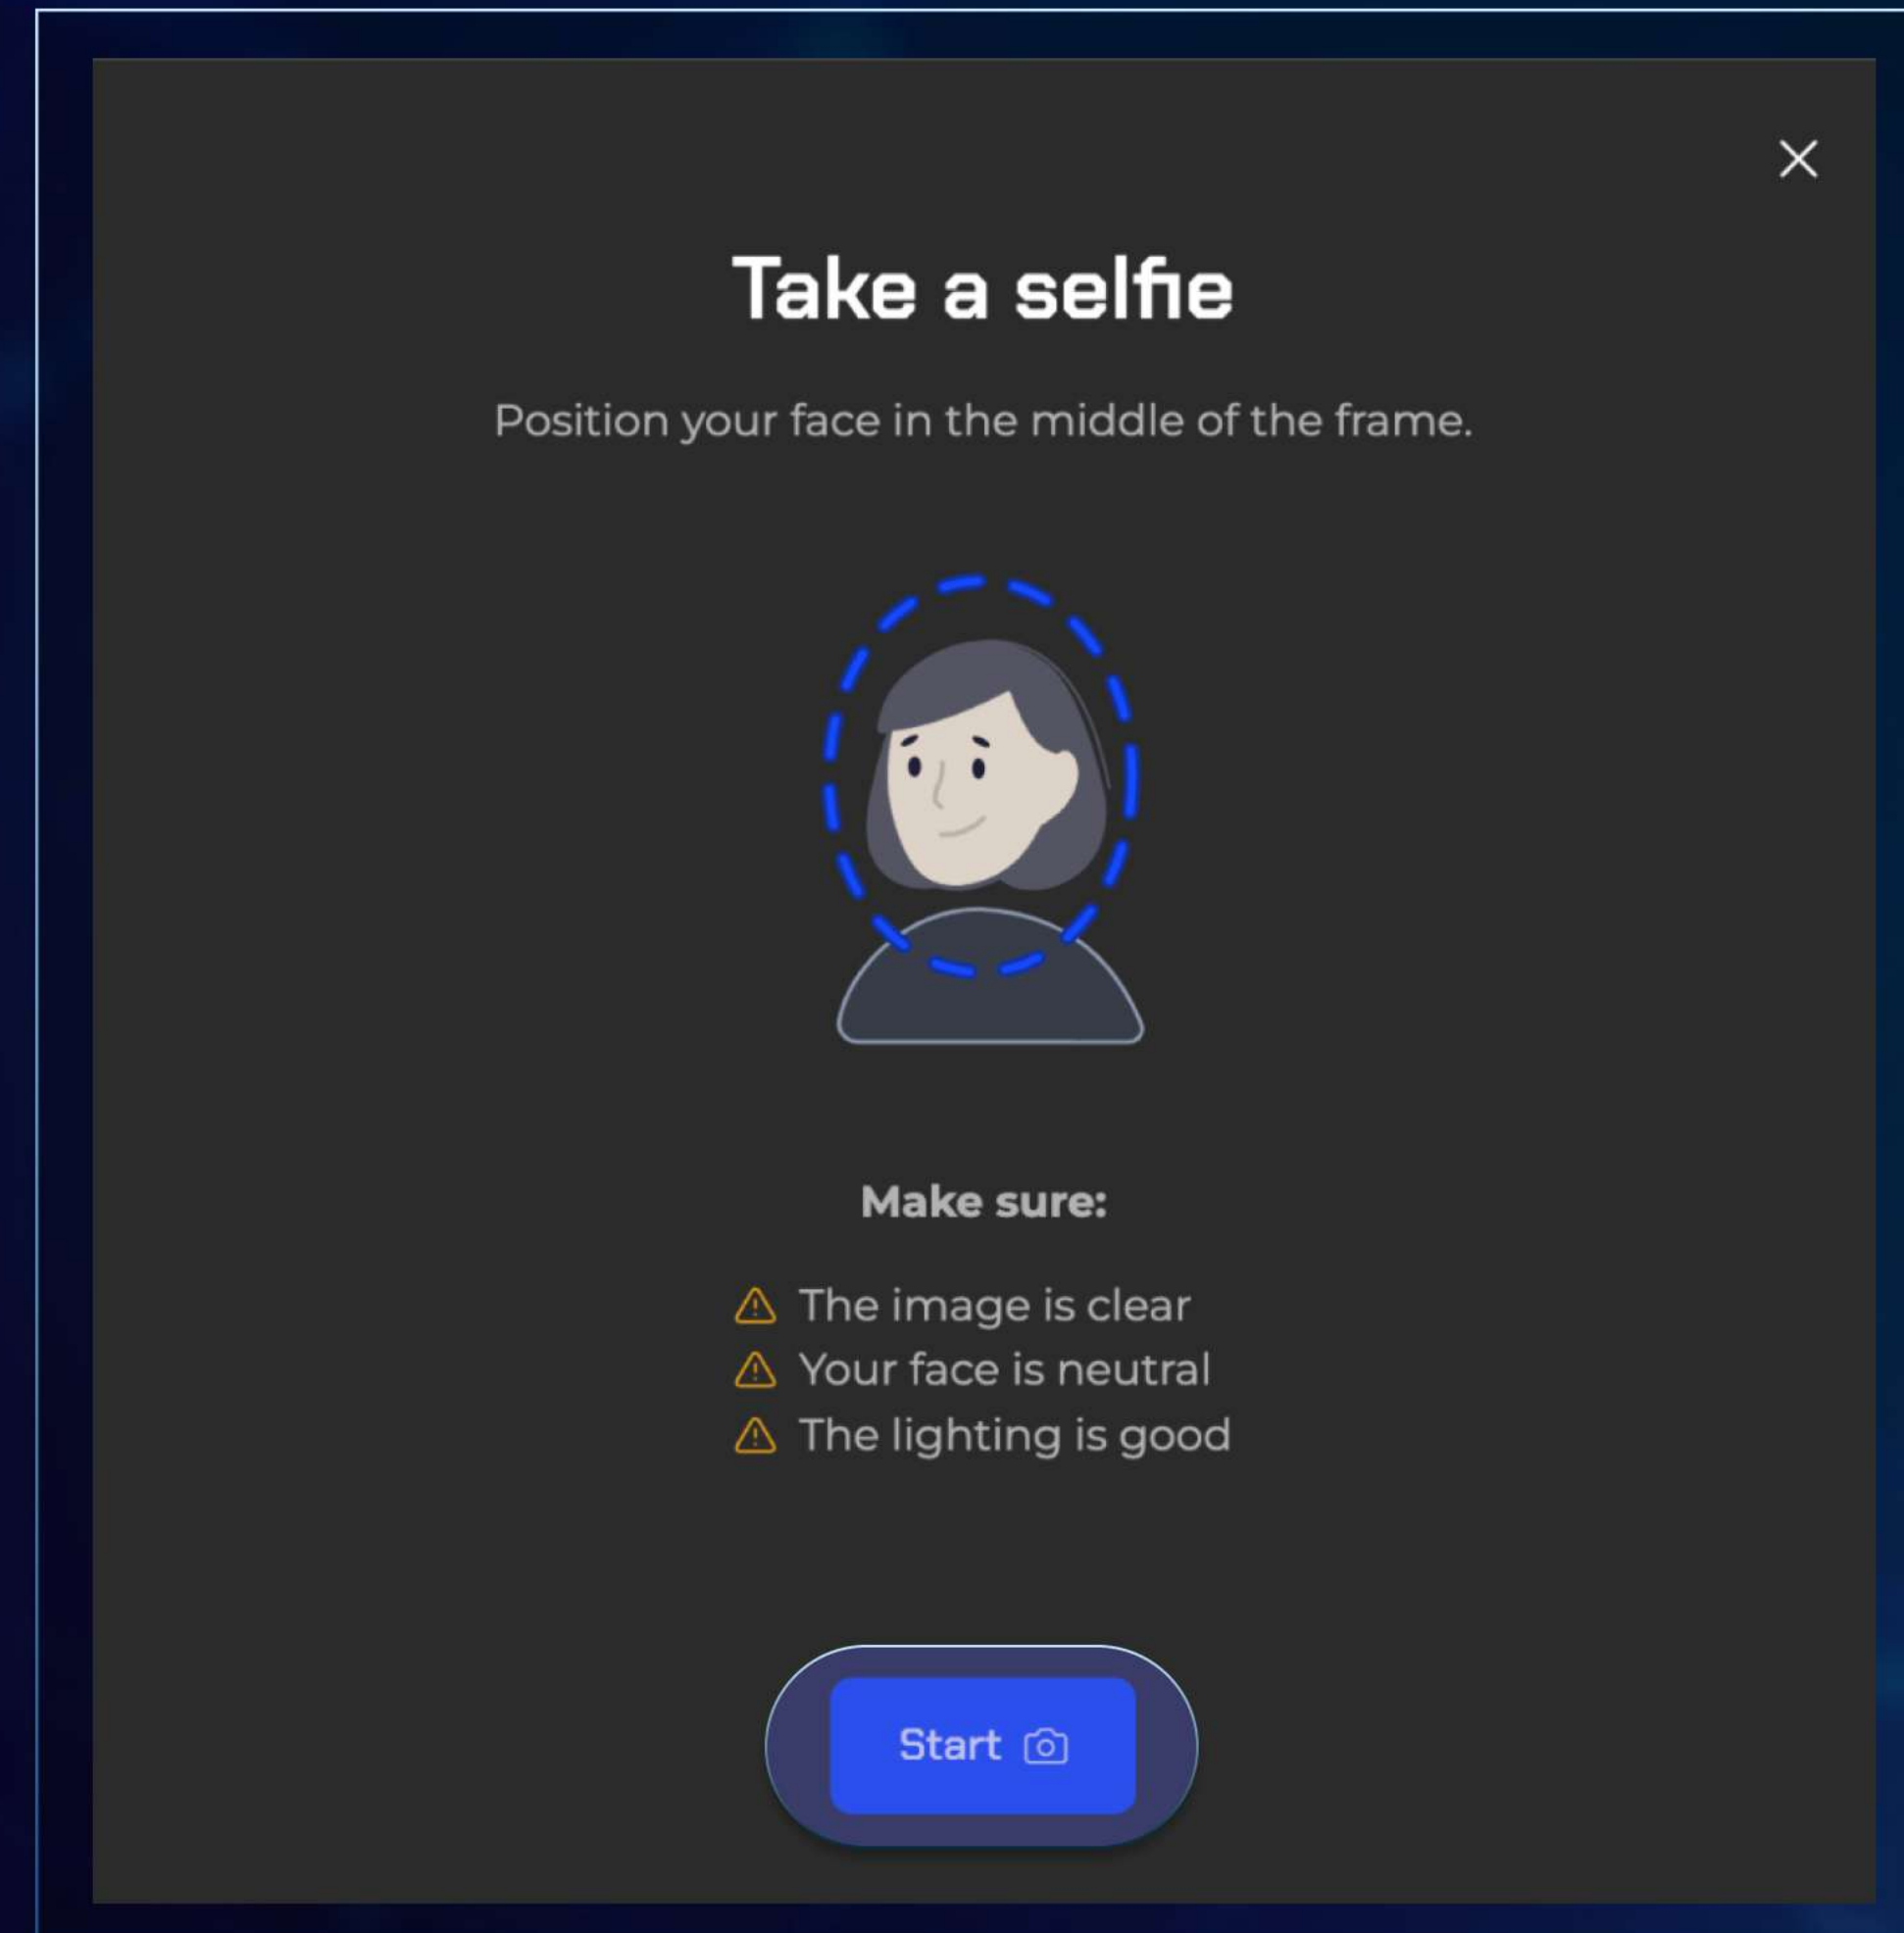 Take a selfie
Position your face in the middle of the frame.
Make sure:
The image is clear
Your face is neutral
The lighting is good
Start